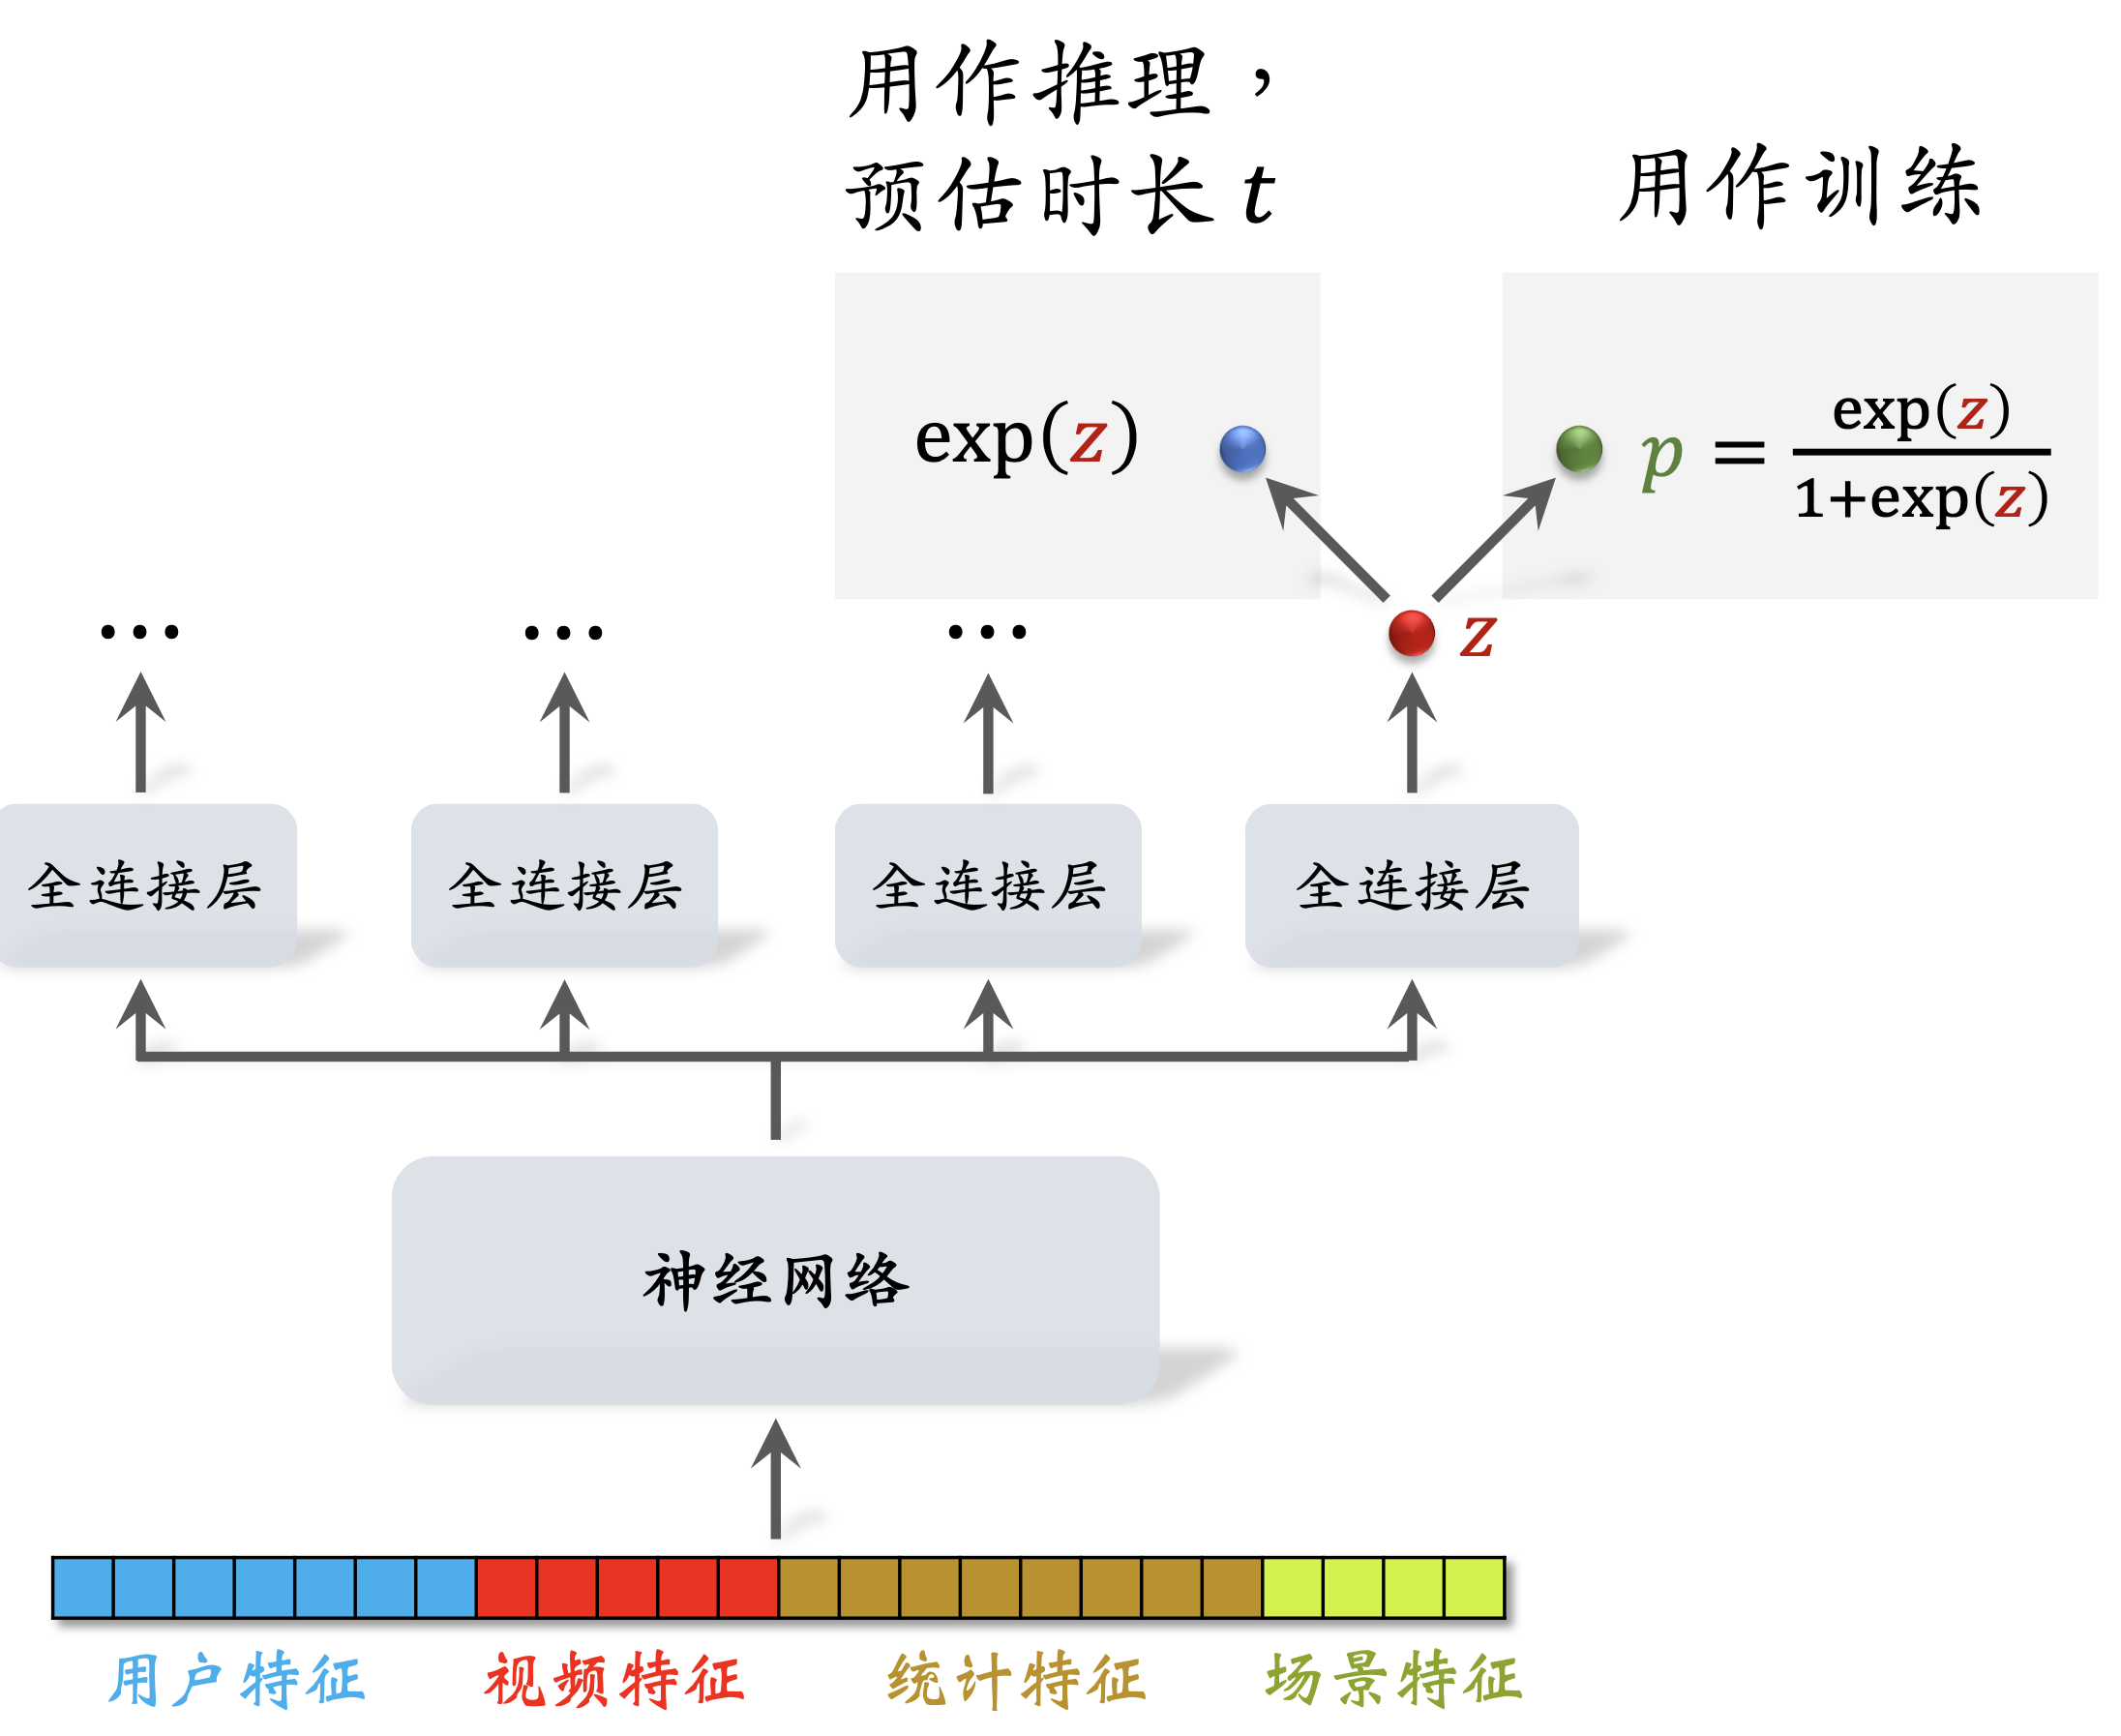 用作推理，
预估时长 t
用作训练
exp(z)
p = exp(z) / 1+exp(z)
... ... ... z
全连接层 全连接层 全连接层 全连接层
神经网络
用户特征 视频特征 统计特征 场景特征